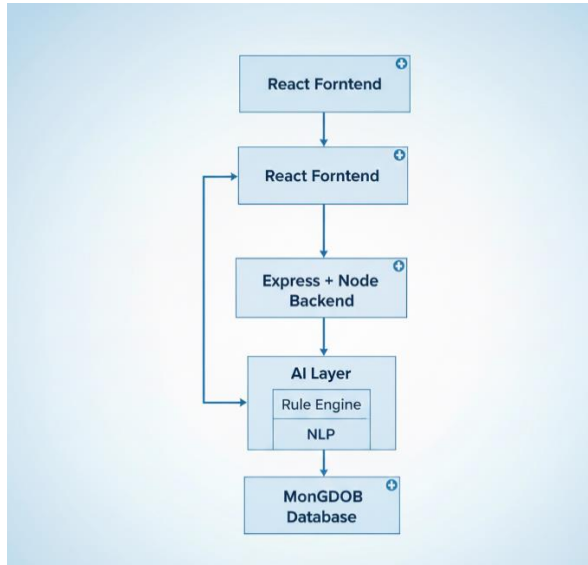 React Forntend
React Forntend
Express + Node
Backend
AI Layer
Rule Engine
NLP
MonGDOB
Database